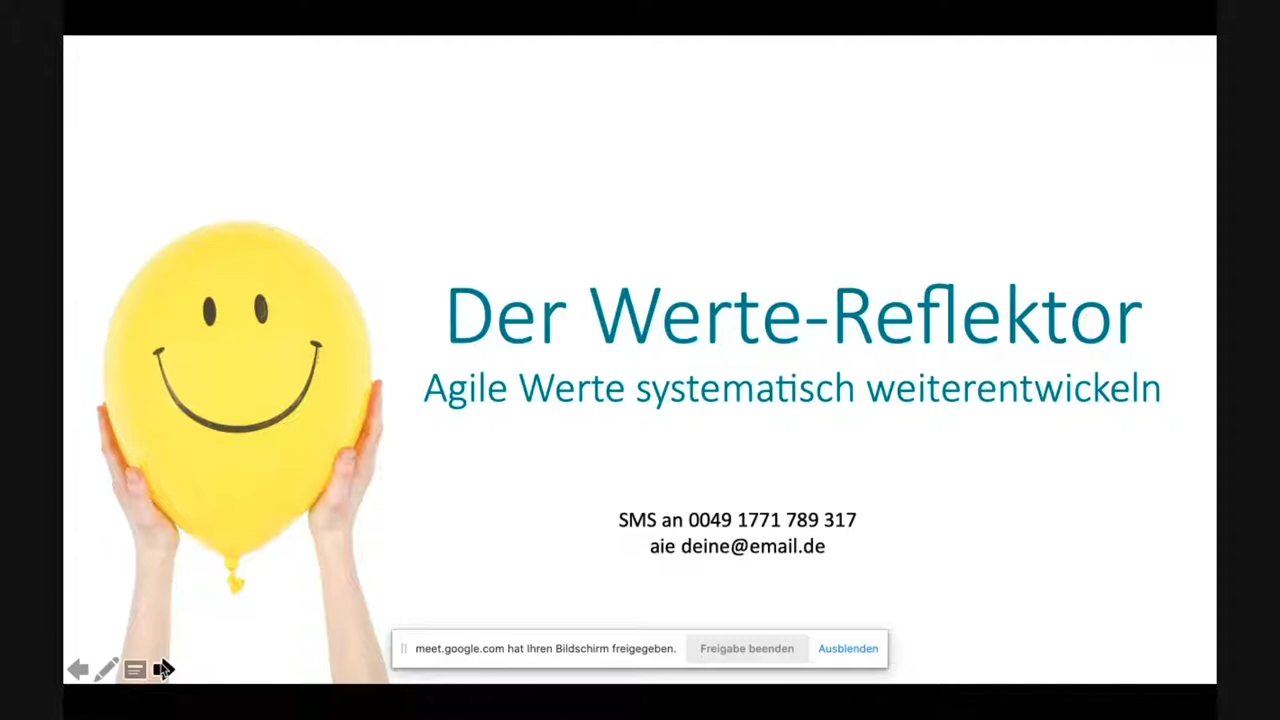 Der Werte-Reflektor
Agile Werte systematisch weiterentwickeln
SMS an 0049 1771 789 317
aie deine@email.de
meet.google.com hat Ihren Bildschirm freigegeben. Freigabe beenden Ausblenden